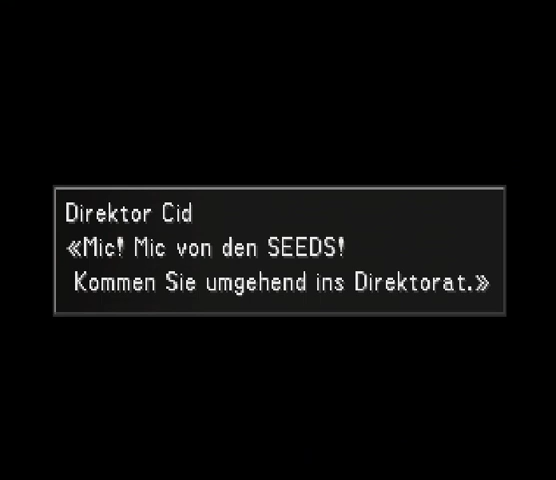 Direktor Cid
«Mic! Mic von den SEEDS!
Kommen Sie umgehend ins Direktorat.»